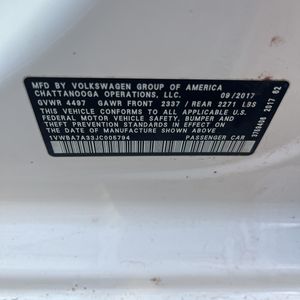 MFD. BY VOLKSWAGEN GROUP OF AMERICA
CHATTANOOGA OPERATIONS, LLC. 09/2017
GVWR 4497 GAWR FRONT 2337 / REAR 2271 LBS
THIS VEHICLE CONFORMS TO ALL APPLICABLE U.S.
FEDERAL MOTOR VEHICLE SAFETY, BUMPER AND
THEFT PREVENTION STANDARDS IN EFFECT ON THE
DATE OF MANUFACTURE SHOWN ABOVE.
1VWBA7A33JC005794 PASSENGER CAR
2017 02